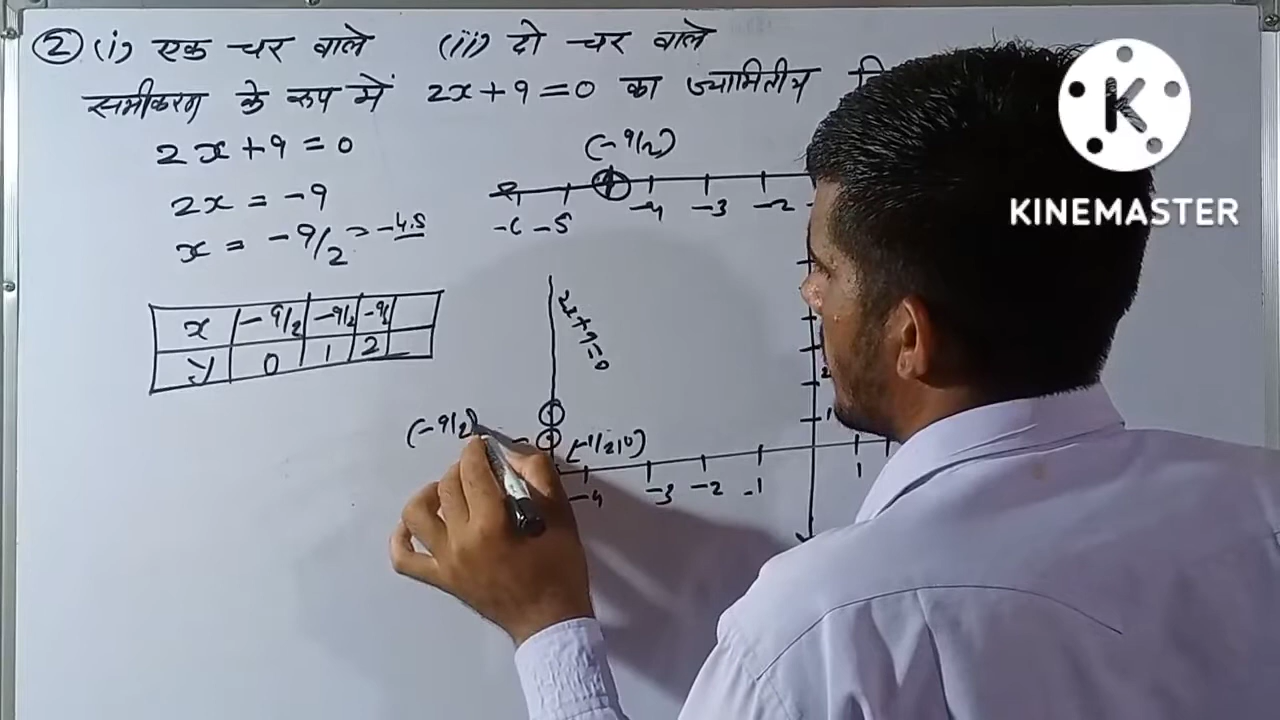 ② (i) एक चर वाले (ii) दो चर वाले
समीकरण के रूप में 2x+9=0 का ज्यामितीय
2x+9=0
2x = -9
x = -9/2 = -4.5
x -9/2 -9/2 -9/
y 0 1 2
(-9/2)
-6 -5 -4 -3 -2
2x+9=0
(-9/2)
(-1/2,0)
-4 -3 -2 -1 1
1
2
K
KINEMASTER